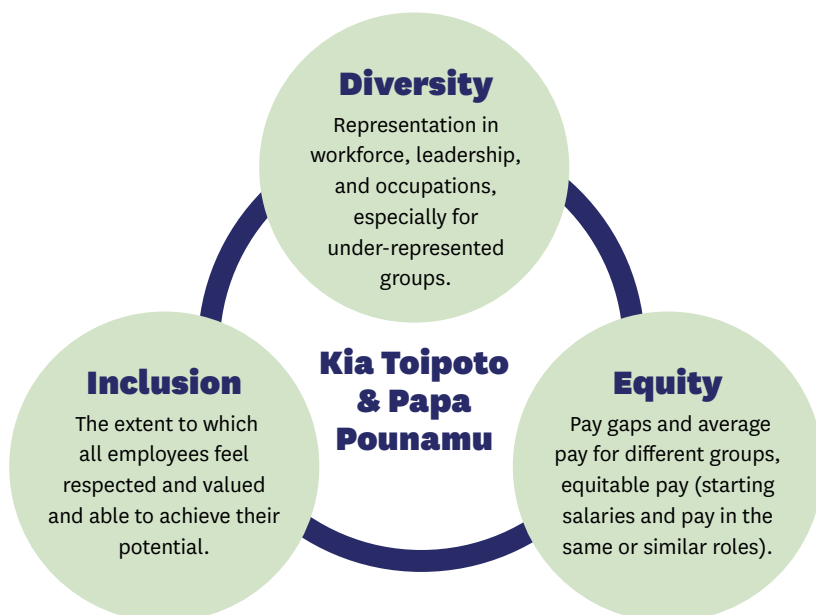 Diversity
Representation in
workforce, leadership,
and occupations,
especially for
under-represented
groups.
Kia Toipoto
& Papa
Pounamu
Inclusion
The extent to which
all employees feel
respected and valued
and able to achieve their
potential.
Equity
Pay gaps and average
pay for different groups,
equitable pay (starting
salaries and pay in the
same or similar roles).